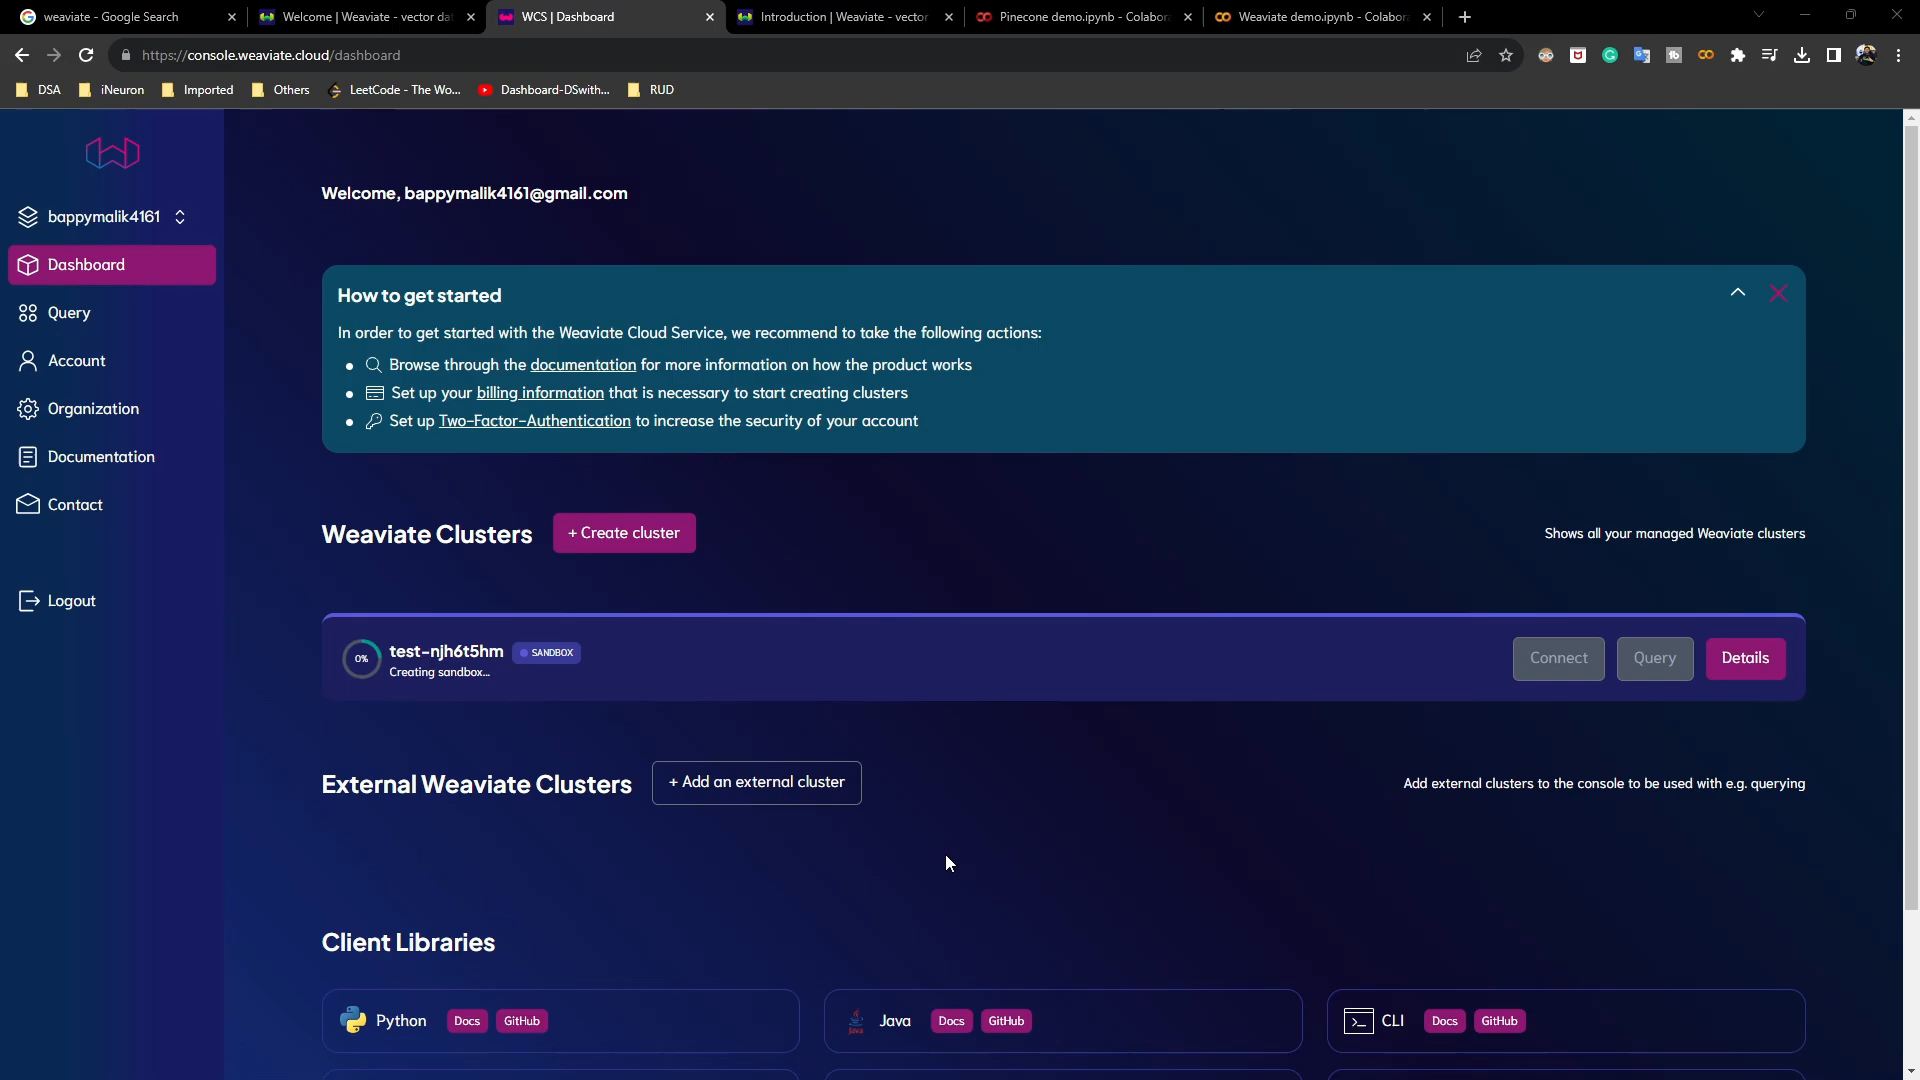 weaviate - Google Search
Welcome | Weaviate - vector dat
WCS | Dashboard
Introduction | Weaviate - vector
Pinecone demo.ipynb - Colabora
Weaviate demo.ipynb - Colabora
https://console.weaviate.cloud/dashboard
DSA
iNeuron
Imported
Others
LeetCode - The Wo...
Dashboard-DSwith...
RUD
bappymalik4161
Dashboard
Query
Account
Organization
Documentation
Contact
Logout
Welcome, bappymalik4161@gmail.com
How to get started
In order to get started with the Weaviate Cloud Service, we recommend to take the following actions:
Browse through the documentation for more information on how the product works
Set up your billing information that is necessary to start creating clusters
Set up Two-Factor-Authentication to increase the security of your account
Weaviate Clusters
+ Create cluster
Shows all your managed Weaviate clusters
0%
test-njh6t5hm
SANDBOX
Creating sandbox...
Connect
Query
Details
External Weaviate Clusters
+ Add an external cluster
Add external clusters to the console to be used with e.g. querying
Client Libraries
Python Docs GitHub
Java Docs GitHub
CLI Docs GitHub